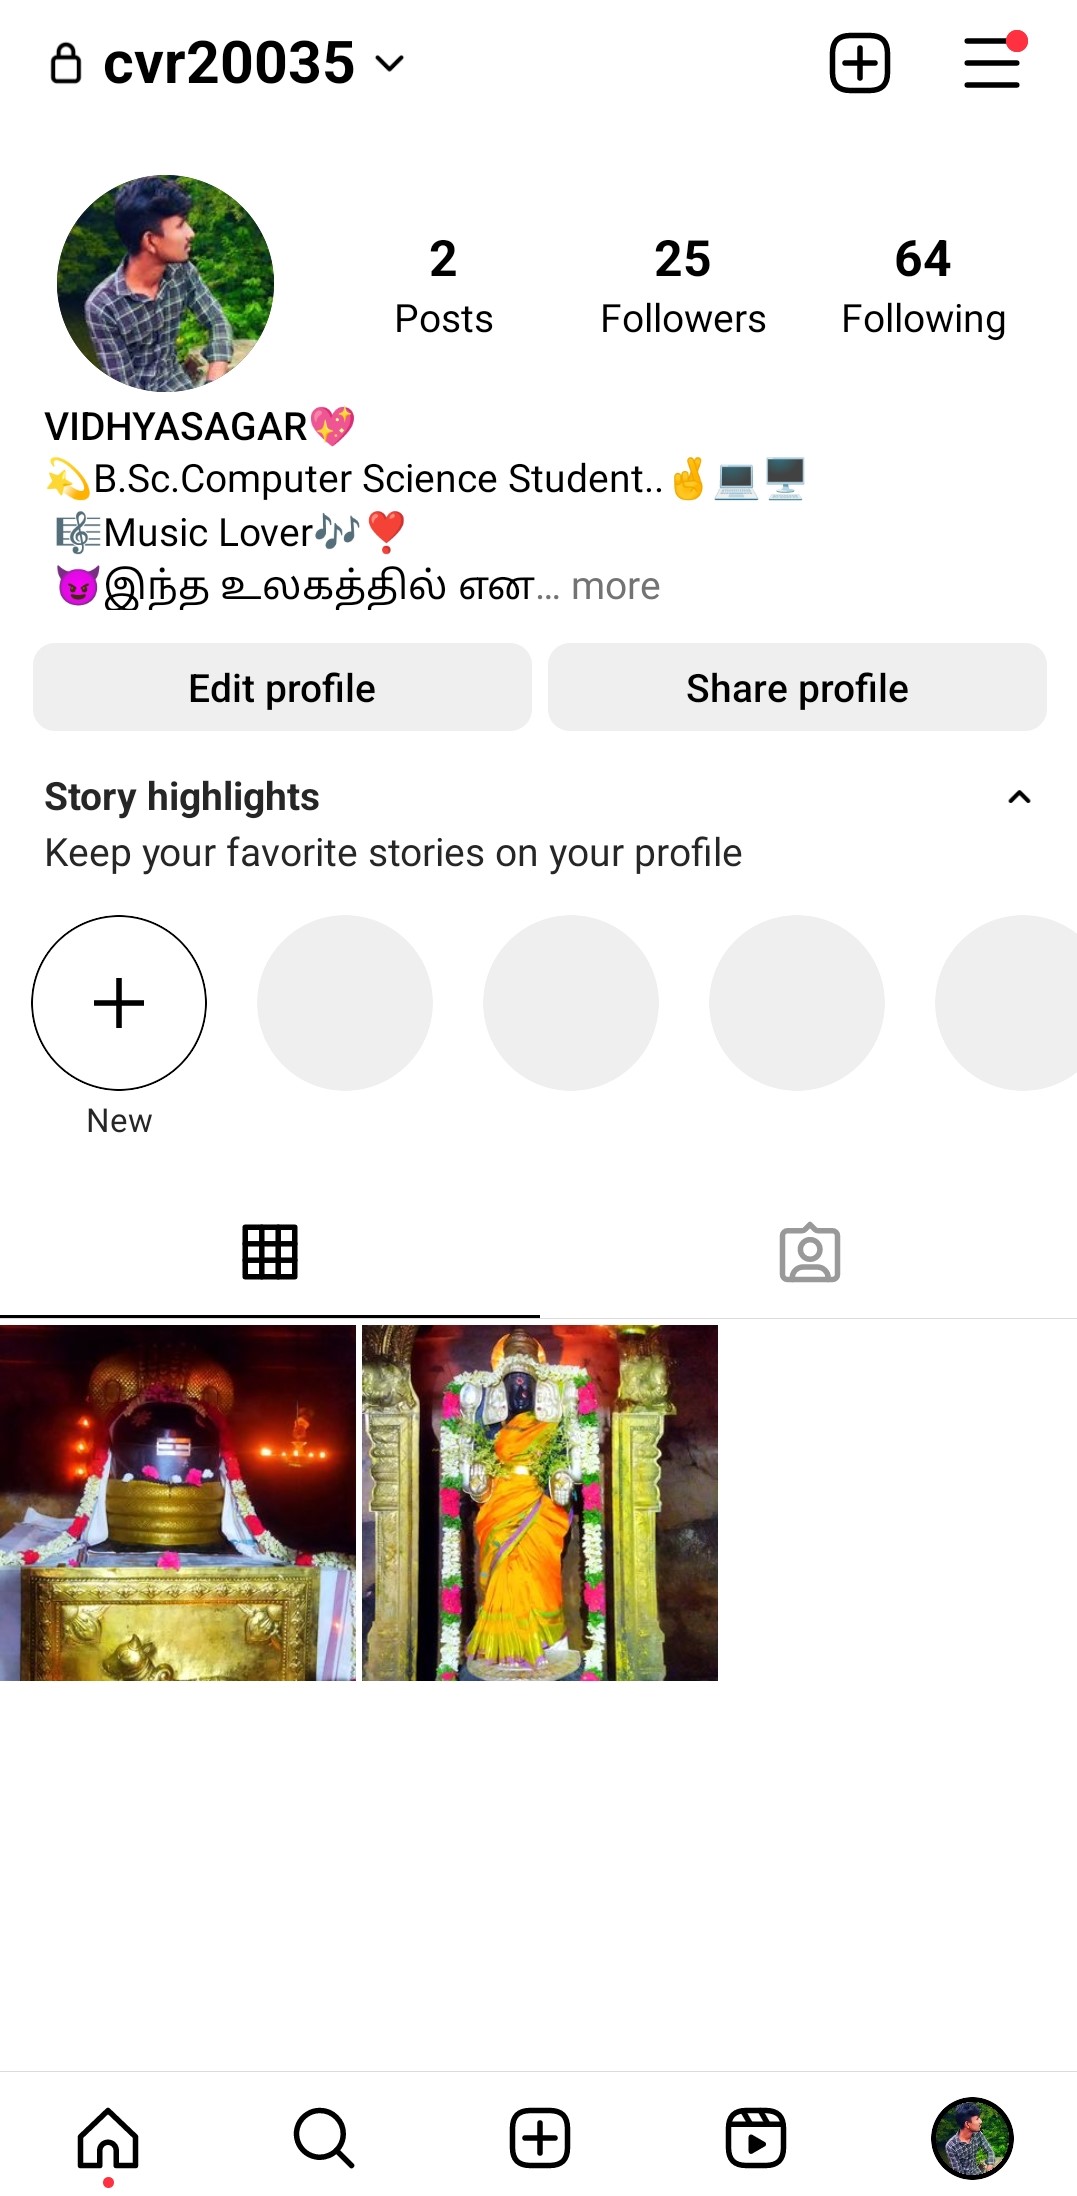 cvr20035
2 25 64
Posts Followers Following
VIDHYASAGAR💖
💫B.Sc.Computer Science Student..🤞💻🖥️
🎼Music Lover🎶❣️
😈இந்த உலகத்தில் என… more
Edit profile Share profile
Story highlights
Keep your favorite stories on your profile
New